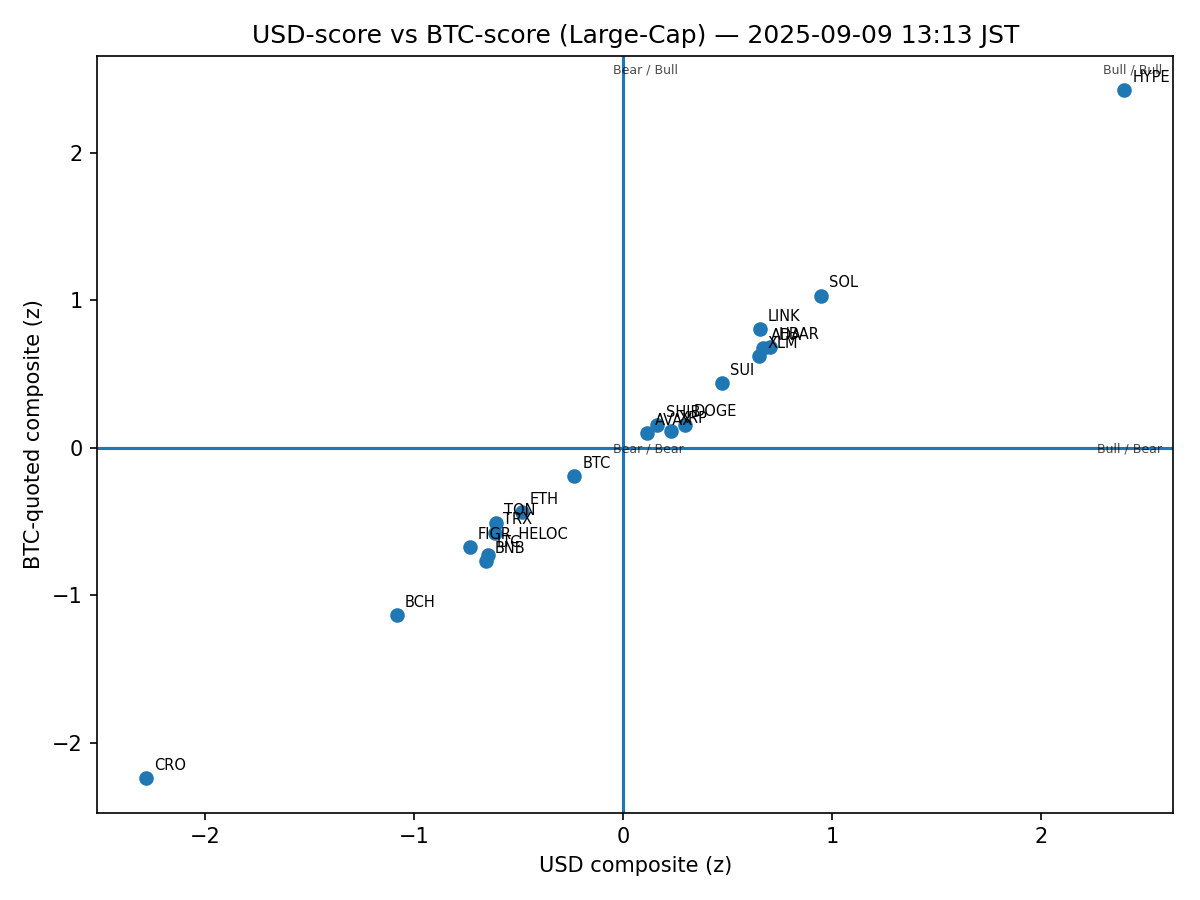 USD-score vs BTC-score (Large-Cap) — 2025-09-09 13:13 JST
Bear / Bull
Bull / Bull
HYPE
SOL
LINK
ADA
HBAR
XLM
SUI
SHIB
DOGE
XRP
AVAX
Bear / Bear
Bull / Bear
BTC
ETH
TON
TRX
FIGR_HELOC
LTC
BNB
BCH
CRO
2
1
0
−1
−2
BTC-quoted composite (z)
−2
−1
0
1
2
USD composite (z)